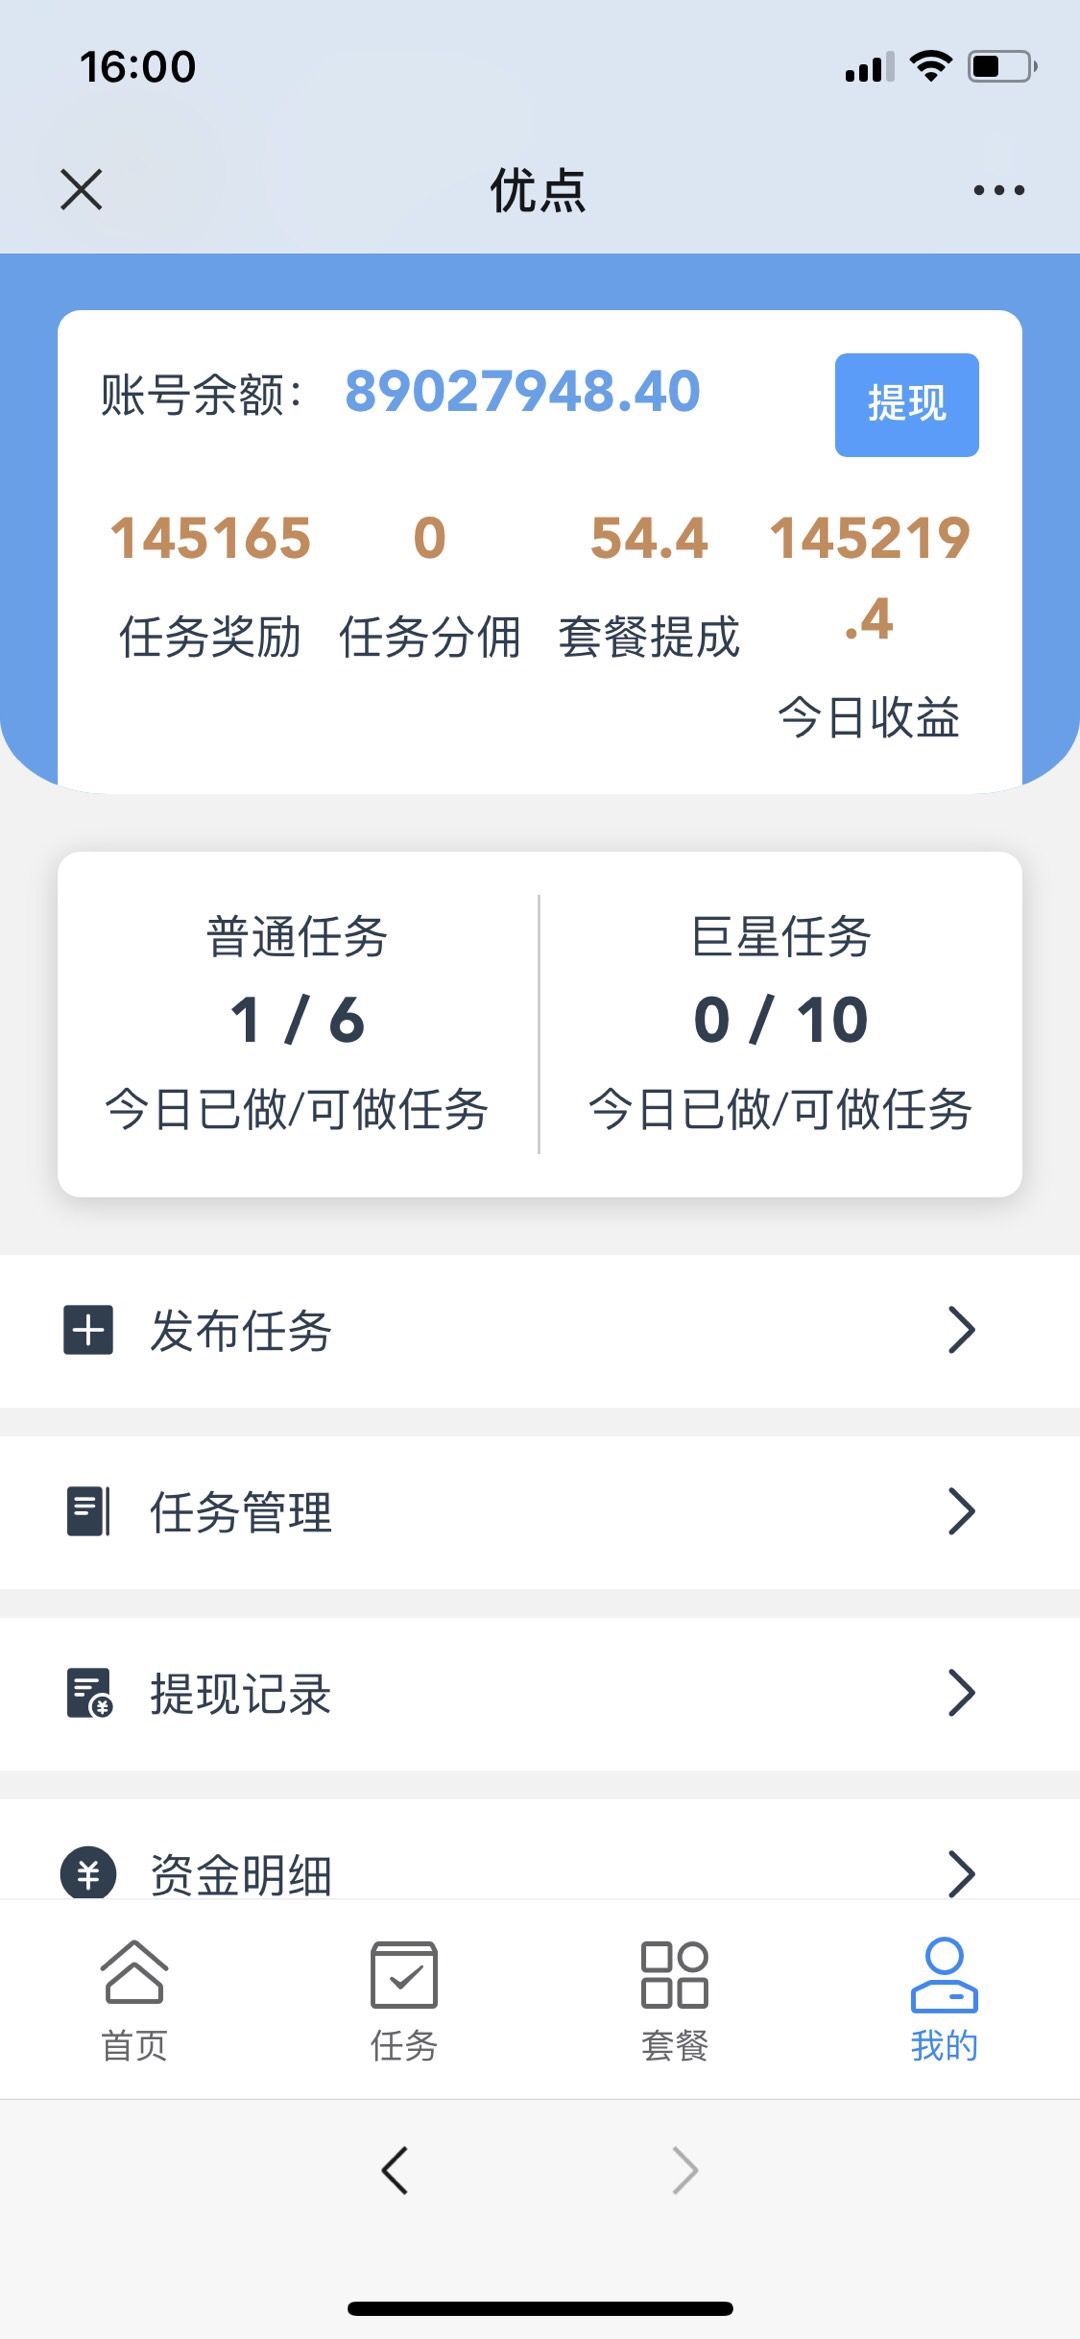 16:00
优点
账号余额： 89027948.40 提现
145165 0 54.4 145219
.4
任务奖励 任务分佣 套餐提成
今日收益
普通任务 巨星任务
1 / 6 0 / 10
今日已做/可做任务 今日已做/可做任务
发布任务
任务管理
提现记录
资金明细
首页 任务 套餐 我的